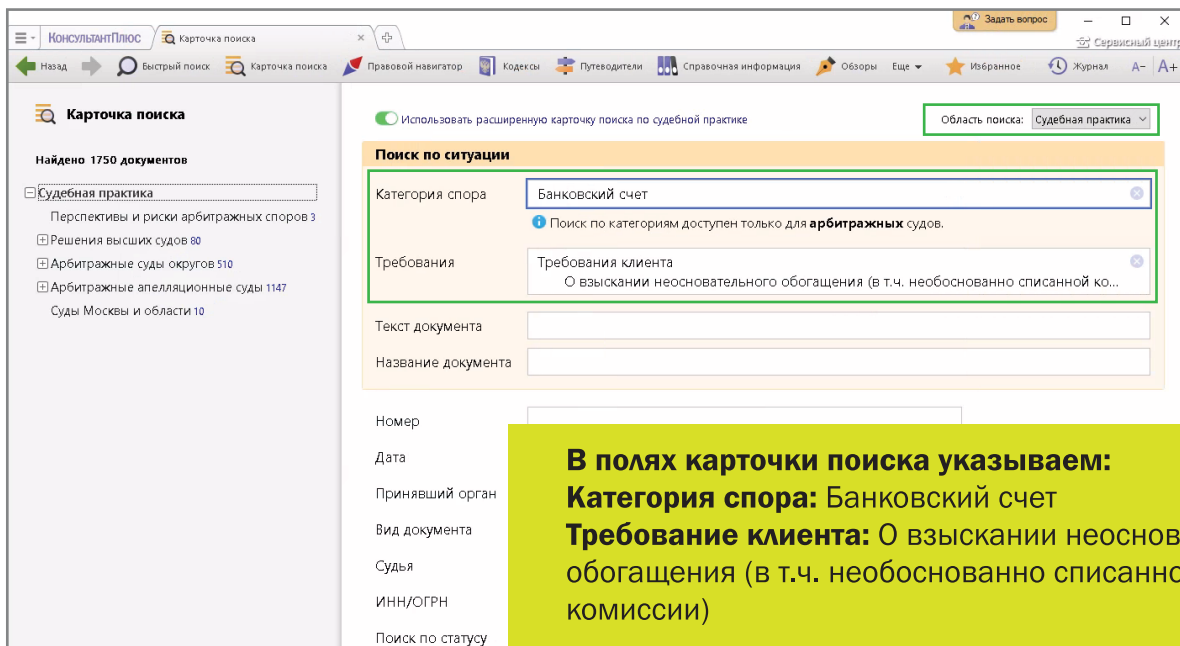 Задать вопрос
КонсультантПлюс
Карточка поиска
Сервисный центр
Назад
Быстрый поиск
Карточка поиска
Правовой навигатор
Кодексы
Путеводители
Справочная информация
Обзоры
Еще
Избранное
Журнал
А-
А+
Карточка поиска
Найдено 1750 документов
Судебная практика
Перспективы и риски арбитражных споров 3
Решения высших судов 80
Арбитражные суды округов 510
Арбитражные апелляционные суды 1147
Суды Москвы и области 10
Использовать расширенную карточку поиска по судебной практике
Область поиска: Судебная практика
Поиск по ситуации
Категория спора
Банковский счет
Поиск по категориям доступен только для арбитражных судов.
Требования
Требования клиента
О взыскании неосновательного обогащения (в т.ч. необоснованно списанной ко...
Текст документа
Название документа
Номер
Дата
Принявший орган
Вид документа
Судья
ИНН/ОГРН
Поиск по статусу
В полях карточки поиска указываем:
Категория спора: Банковский счет
Требование клиента: О взыскании неоснов
обогащения (в т.ч. необоснованно списанно
комиссии)